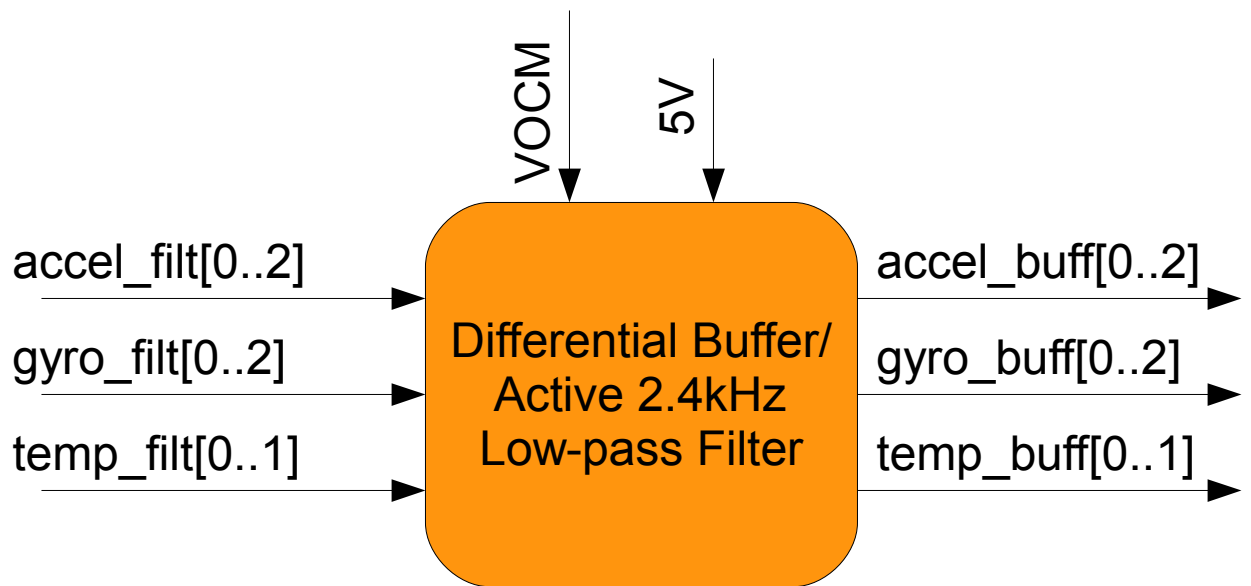 VOCM
5V
accel_filt[0..2]
accel_buff[0..2]
gyro_filt[0..2]
gyro_buff[0..2]
temp_filt[0..1]
temp_buff[0..1]
Differential Buffer/
Active 2.4kHz
Low-pass Filter